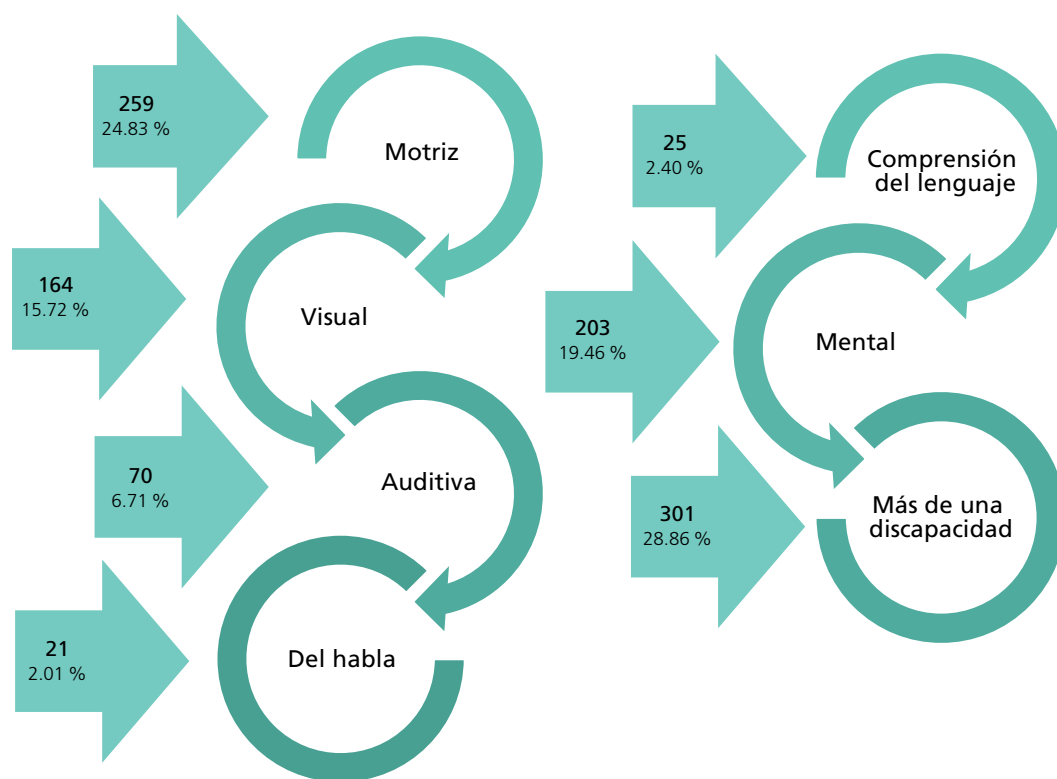 259
24.83 %
Motriz
164
15.72 %
Visual
70
6.71 %
Auditiva
21
2.01 %
Del habla
25
2.40 %
Comprensión
del lenguaje
203
19.46 %
Mental
301
28.86 %
Más de una
discapacidad